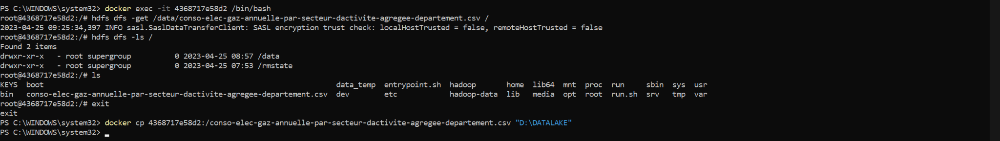 PS C:\WINDOWS\system32> docker exec -it 4368717e58d2 /bin/bash
root@4368717e58d2:/# hdfs dfs -get /data/conso-elec-gaz-annuelle-par-secteur-dactivite-agregee-departement.csv /
2023-04-25 09:25:34,397 INFO sasl.SaslDataTransferClient: SASL encryption trust check: localHostTrusted = false, remoteHostTrusted = false
root@4368717e58d2:/# hdfs dfs -ls /
Found 2 items
drwxr-xr-x   - root supergroup          0 2023-04-25 08:57 /data
drwxr-xr-x   - root supergroup          0 2023-04-25 07:53 /rmstate
root@4368717e58d2:/# ls
KEYS  boot                                                                   data_temp  entrypoint.sh  hadoop       home  lib64  mnt  proc  run     sbin  sys  usr
bin   conso-elec-gaz-annuelle-par-secteur-dactivite-agregee-departement.csv  dev        etc            hadoop-data  lib   media  opt  root  run.sh  srv   tmp  var
root@4368717e58d2:/# exit
exit
PS C:\WINDOWS\system32> docker cp 4368717e58d2:/conso-elec-gaz-annuelle-par-secteur-dactivite-agregee-departement.csv "D:\DATALAKE"
PS C:\WINDOWS\system32>